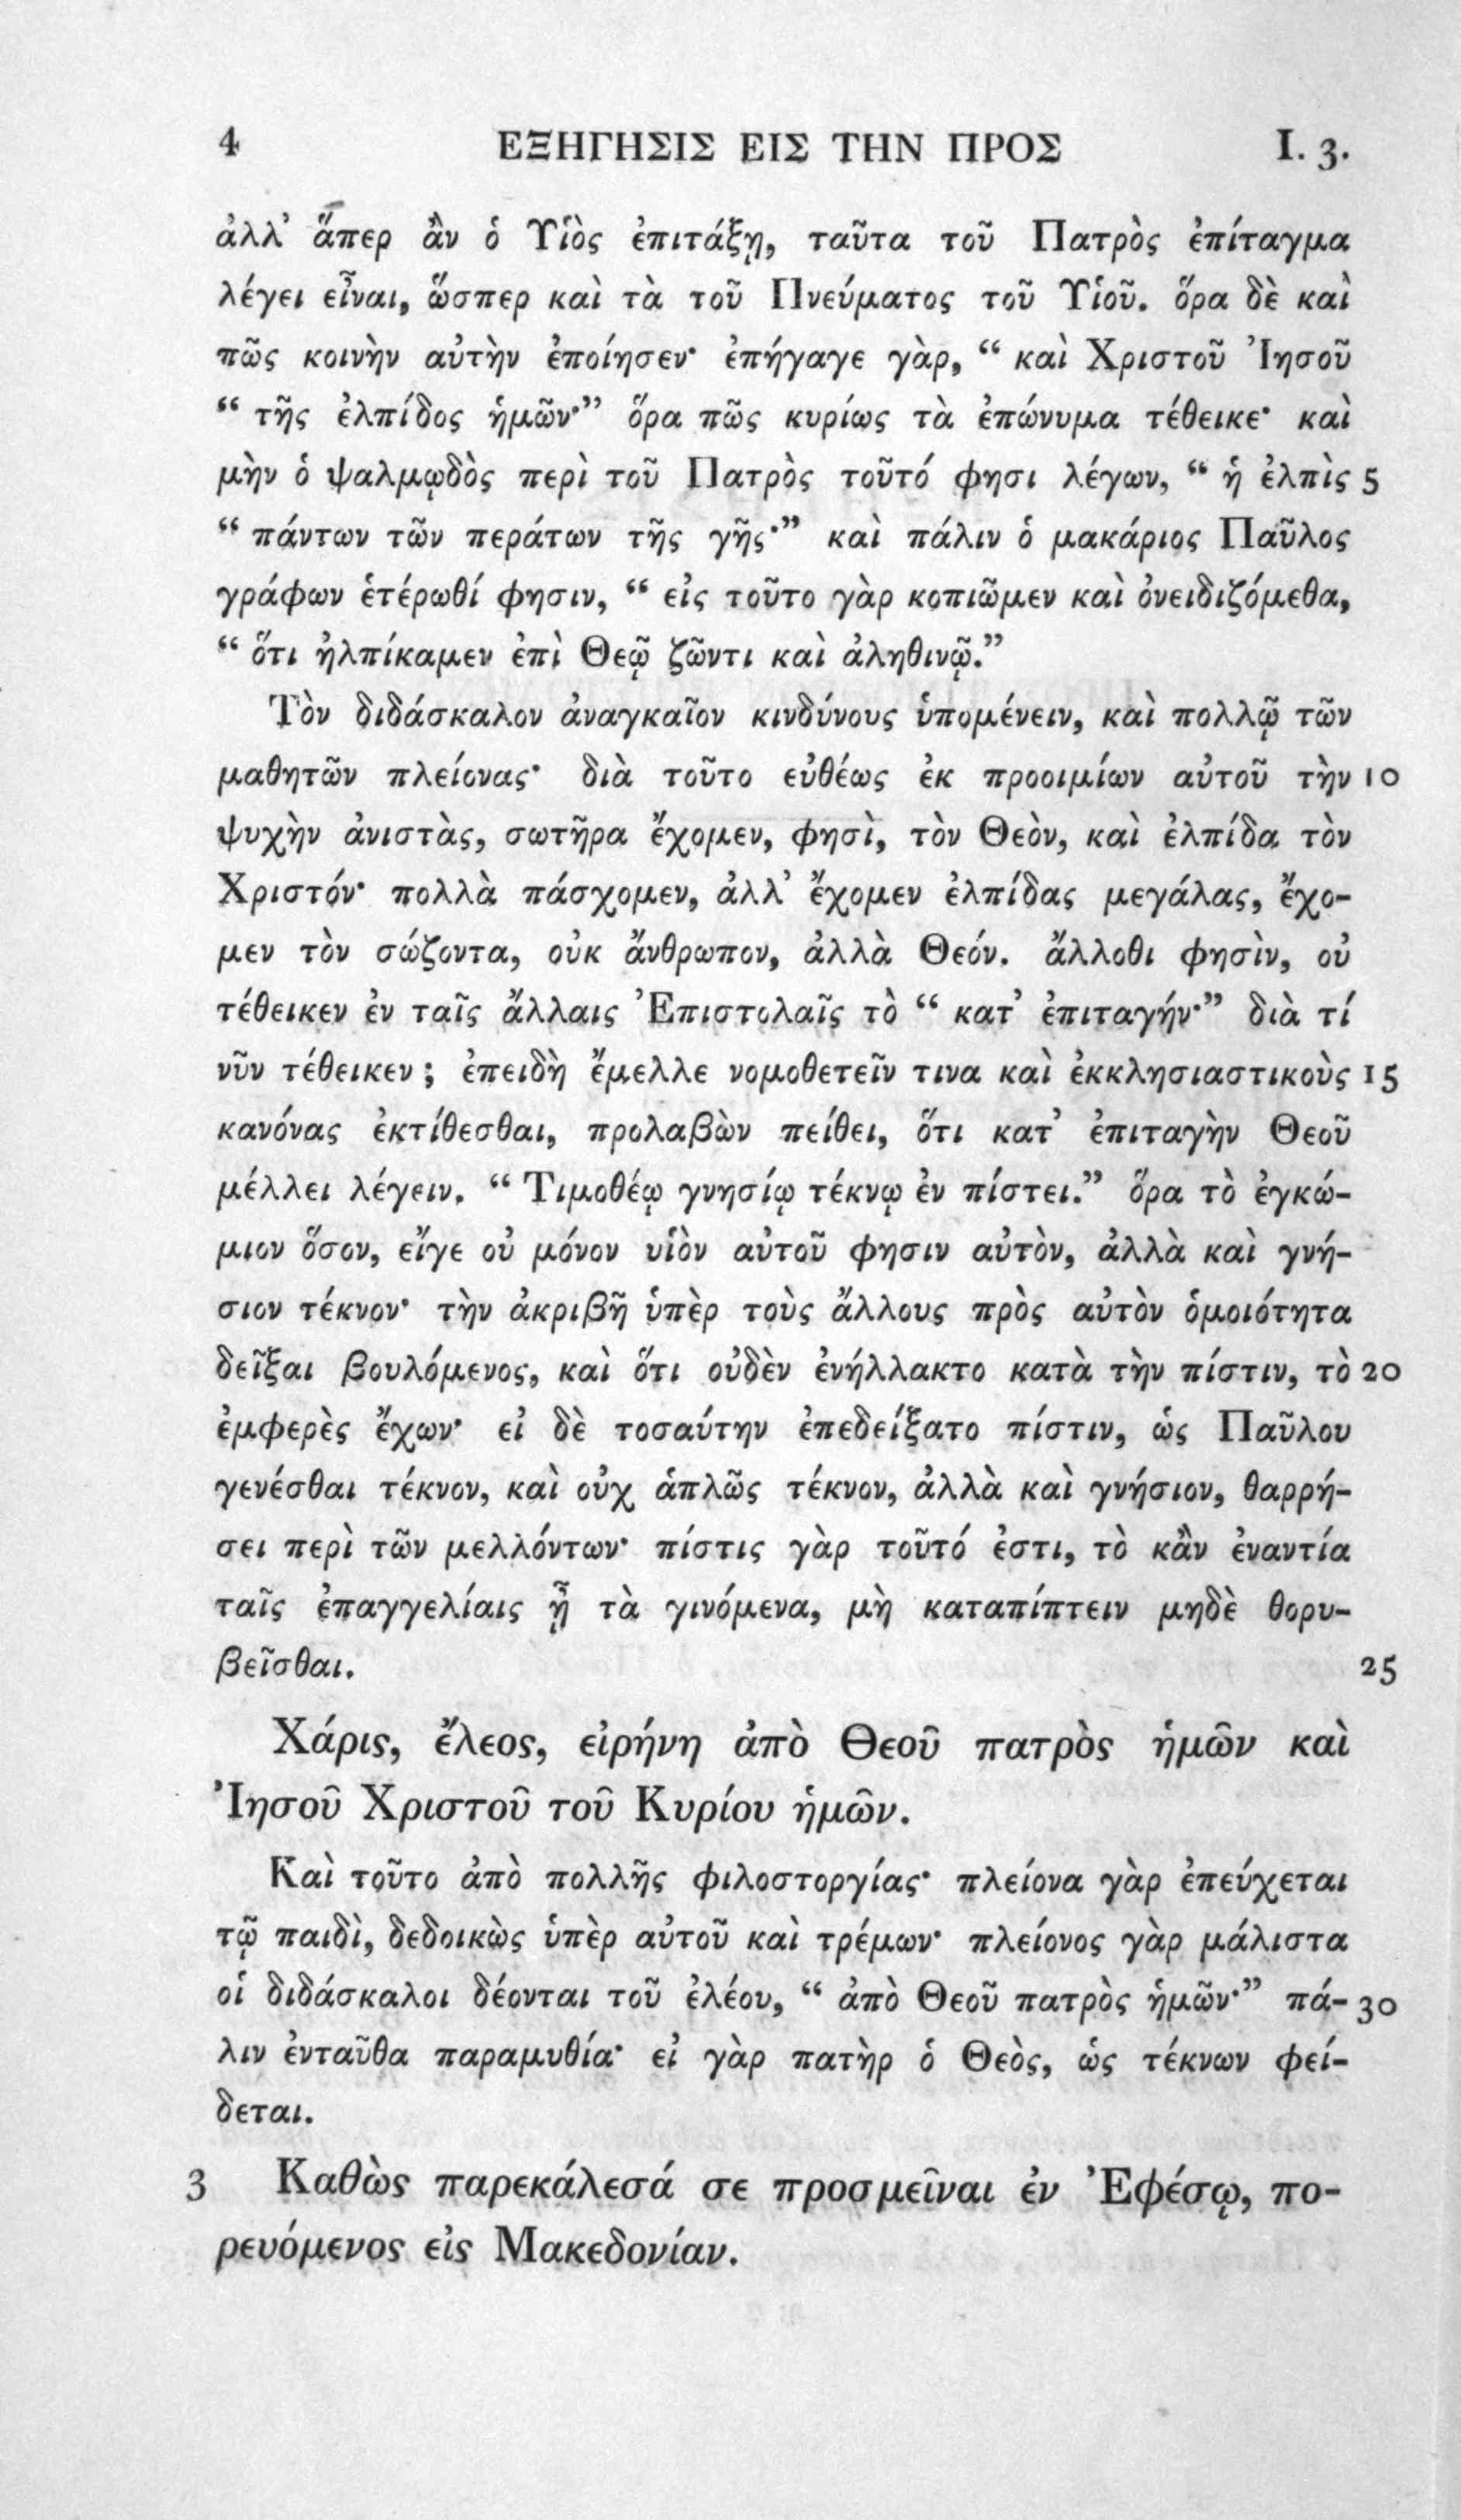 4 ΕΞΗΓΗΣΙΣ ΕΙΣ ΤΗΝ ΠΡΟΣ I. 3.
ἀλλ' ἅπερ ἂν ὁ Υἱὸς ἐπιτάξῃ, ταῦτα τοῦ Πατρὸς ἐπίταγμα
λέγει εἶναι, ὥσπερ καὶ τὰ τοῦ Πνεύματος τοῦ Υἱοῦ. ὅρα δὲ καὶ
πῶς κοινὴν αὐτὴν ἐποίησεν· ἐπήγαγε γὰρ, “ καὶ Χριστοῦ Ἰησοῦ
“ τῆς ἐλπίδος ἡμῶν·” ὅρα πῶς κυρίως τὰ ἐπώνυμα τέθεικε· καὶ
μὴν ὁ ψαλμῳδὸς περὶ τοῦ Πατρὸς τοῦτό φησι λέγων, “ ἡ ἐλπὶς 5
“ πάντων τῶν περάτων τῆς γῆς·” καὶ πάλιν ὁ μακάριος Παῦλος
γράφων ἑτέρωθί φησιν, “ εἰς τοῦτο γὰρ κοπιῶμεν καὶ ὀνειδιζόμεθα,
“ ὅτι ἠλπίκαμεν ἐπὶ Θεῷ ζῶντι καὶ ἀληθινῷ.”
Τὸν διδάσκαλον ἀναγκαῖον κινδύνους ὑπομένειν, καὶ πολλῷ τῶν
μαθητῶν πλείονας· διὰ τοῦτο εὐθέως ἐκ προοιμίων αὐτοῦ τὴν 10
ψυχὴν ἀνιστὰς, σωτῆρα ἔχομεν, φησὶ, τὸν Θεὸν, καὶ ἐλπίδα τὸν
Χριστόν· πολλὰ πάσχομεν, ἀλλ' ἔχομεν ἐλπίδας μεγάλας, ἔχο-
μεν τὸν σώζοντα, οὐκ ἄνθρωπον, ἀλλὰ Θεόν. ἄλλοθι φησὶν, οὐ
τέθεικεν ἐν ταῖς ἄλλαις Ἐπιστολαῖς τὸ “ κατ' ἐπιταγήν·” διὰ τί
νῦν τέθεικεν ; ἐπειδὴ ἔμελλε νομοθετεῖν τινα καὶ ἐκκλησιαστικοὺς 15
κανόνας ἐκτίθεσθαι, προλαβὼν πείθει, ὅτι κατ' ἐπιταγὴν Θεοῦ
μέλλει λέγειν. “ Τιμοθέῳ γνησίῳ τέκνῳ ἐν πίστει.” ὅρα τὸ ἐγκώ-
μιον ὅσον, εἴγε οὐ μόνον υἱὸν αὐτοῦ φησιν αὐτὸν, ἀλλὰ καὶ γνή-
σιον τέκνον· τὴν ἀκριβῆ ὑπὲρ τοὺς ἄλλους πρὸς αὐτὸν ὁμοιότητα
δεῖξαι βουλόμενος, καὶ ὅτι οὐδὲν ἐνήλλακτο κατὰ τὴν πίστιν, τὸ 20
ἐμφερὲς ἔχων· εἰ δὲ τοσαύτην ἐπεδείξατο πίστιν, ὡς Παῦλου
γενέσθαι τέκνον, καὶ οὐχ ἁπλῶς τέκνον, ἀλλὰ καὶ γνήσιον, θαρρή-
σει περὶ τῶν μελλόντων· πίστις γὰρ τοῦτό ἐστι, τὸ κἂν ἐναντία
ταῖς ἐπαγγελίαις ᾖ τὰ γινόμενα, μὴ καταπίπτειν μηδὲ θορυ-
βεῖσθαι. 25
Χάρις, ἔλεος, εἰρήνη ἀπὸ Θεοῦ πατρὸς ἡμῶν καὶ
Ἰησοῦ Χριστοῦ τοῦ Κυρίου ἡμῶν.
Καὶ τοῦτο ἀπὸ πολλῆς φιλοστοργίας· πλείονα γὰρ ἐπεύχεται
τῷ παιδὶ, δεδοικὼς ὑπὲρ αὐτοῦ καὶ τρέμων· πλείονος γὰρ μάλιστα
οἱ διδάσκαλοι δέονται τοῦ ἐλέου, “ ἀπὸ Θεοῦ πατρὸς ἡμῶν·” πά- 30
λιν ἐνταῦθα παραμυθία· εἰ γὰρ πατὴρ ὁ Θεὸς, ὡς τέκνων φεί-
δεται.
3 Καθὼς παρεκάλεσά σε προσμεῖναι ἐν Ἐφέσῳ, πο-
ρευόμενος εἰς Μακεδονίαν.